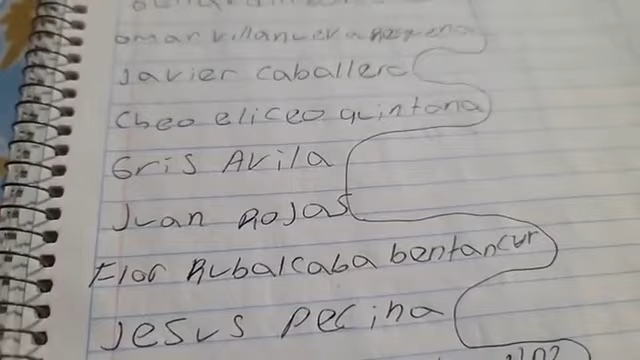 omar villanueva
Javier caballero
Cheo eliceo quintana
Gris Avila
Juan Rojas
Flor Rubalcaba bentancur
Jesus pecina